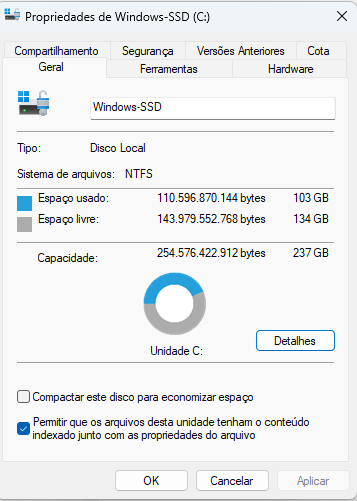 Propriedades de Windows-SSD (C:)
Compartilhamento Segurança Versões Anteriores Cota
Geral Ferramentas Hardware
Windows-SSD
Tipo: Disco Local
Sistema de arquivos: NTFS
Espaço usado: 110.596.870.144 bytes 103 GB
Espaço livre: 143.979.552.768 bytes 134 GB
Capacidade: 254.576.422.912 bytes 237 GB
Unidade C:
Detalhes
Compactar este disco para economizar espaço
Permitir que os arquivos desta unidade tenham o conteúdo
indexado junto com as propriedades do arquivo
OK Cancelar Aplicar